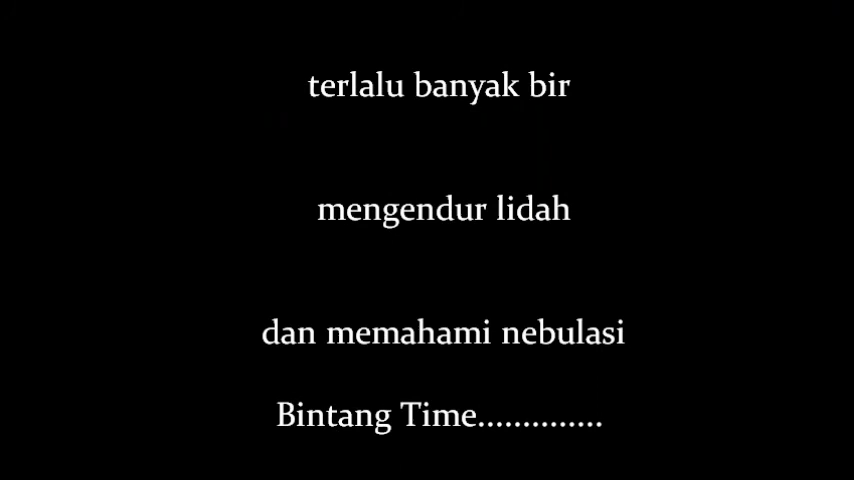 terlalu banyak bir
mengendur lidah
dan memahami nebulasi
Bintang Time..............